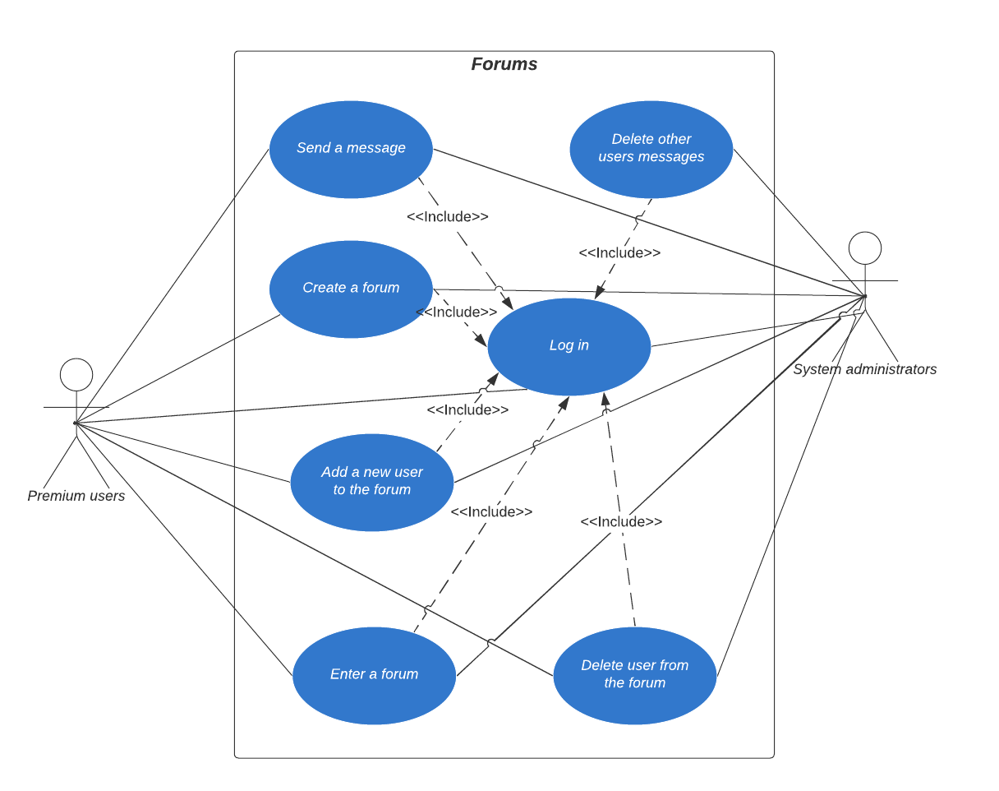 Forums
Send a message
Delete other
users messages
<<Include>>
<<Include>>
Create a forum
<<Include>>
Log in
System administrators
<<Include>>
Add a new user
to the forum
Premium users
<<Include>>
<<Include>>
Enter a forum
Delete user from
the forum